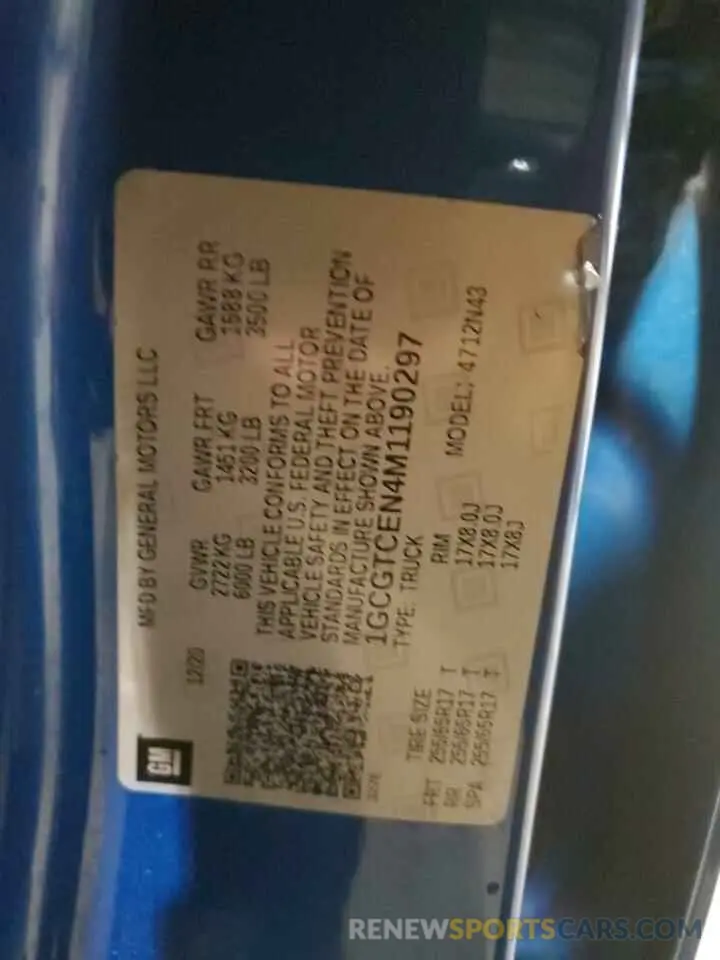 GM
MFD BY GENERAL MOTORS LLC
12/20
GVWR GAWR FRT GAWR RR
2722 KG 1451 KG 1588 KG
6000 LB 3200 LB 3500 LB
THIS VEHICLE CONFORMS TO ALL
APPLICABLE U.S. FEDERAL MOTOR
VEHICLE SAFETY AND THEFT PREVENTION
STANDARDS IN EFFECT ON THE DATE OF
MANUFACTURE SHOWN ABOVE.
1GCGTCEN4M1190297
TYPE: TRUCK MODEL: 4712N43
TIRE SIZE RIM
FRT 255/65R17 T 17X8.0J
RR 255/65R17 T 17X8.0J
SPA 255/65R17 T 17X8J
RENEWSPORTSCARS.COM